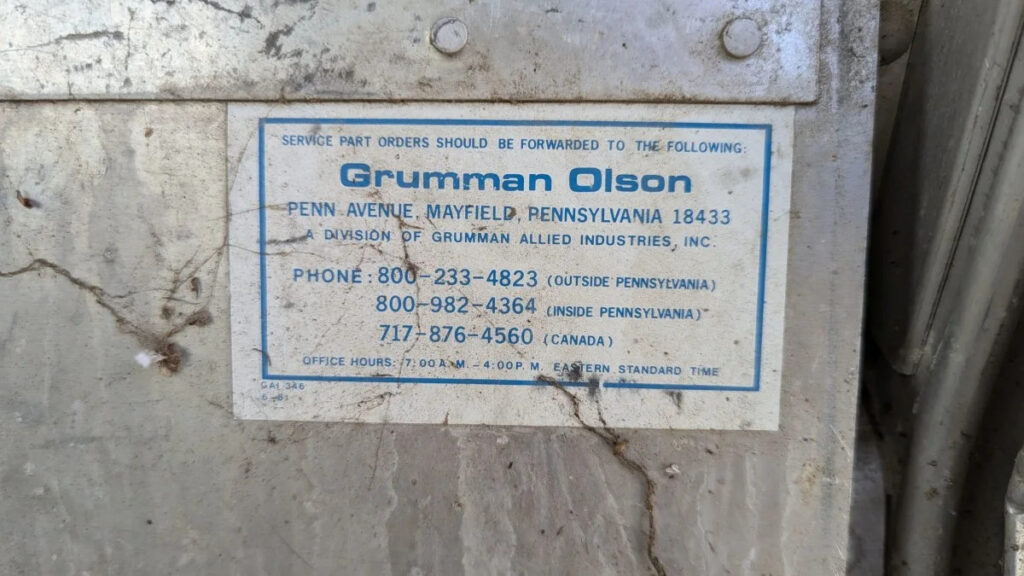 SERVICE PART ORDERS SHOULD BE FORWARDED TO THE FOLLOWING:
Grumman Olson
PENN AVENUE, MAYFIELD, PENNSYLVANIA 18433
A DIVISION OF GRUMMAN ALLIED INDUSTRIES, INC.
PHONE: 800-233-4823 (OUTSIDE PENNSYLVANIA)
800-982-4364 (INSIDE PENNSYLVANIA)
717-876-4560 (CANADA)
OFFICE HOURS: 7:00 A.M. - 4:00 P.M. EASTERN STANDARD TIME
GAI 346
6-81